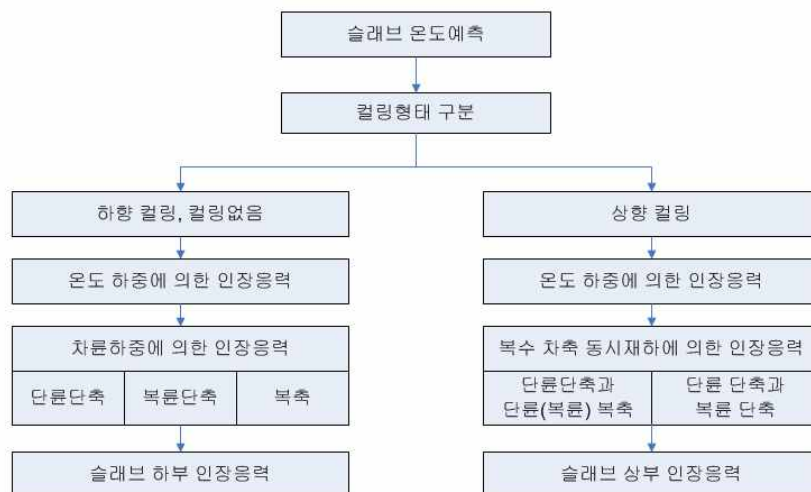 슬래브 온도예측
컬링형태 구분
하향 컬링, 컬링없음
상향 컬링
온도 하중에 의한 인장응력
온도 하중에 의한 인장응력
차륜하중에 의한 인장응력
복수 차축 동시재하에 의한 인장응력
단륜단축
복륜단축
복축
단륜단축과
단륜(복륜) 복축
단륜 단축과
복륜 단축
슬래브 하부 인장응력
슬래브 상부 인장응력